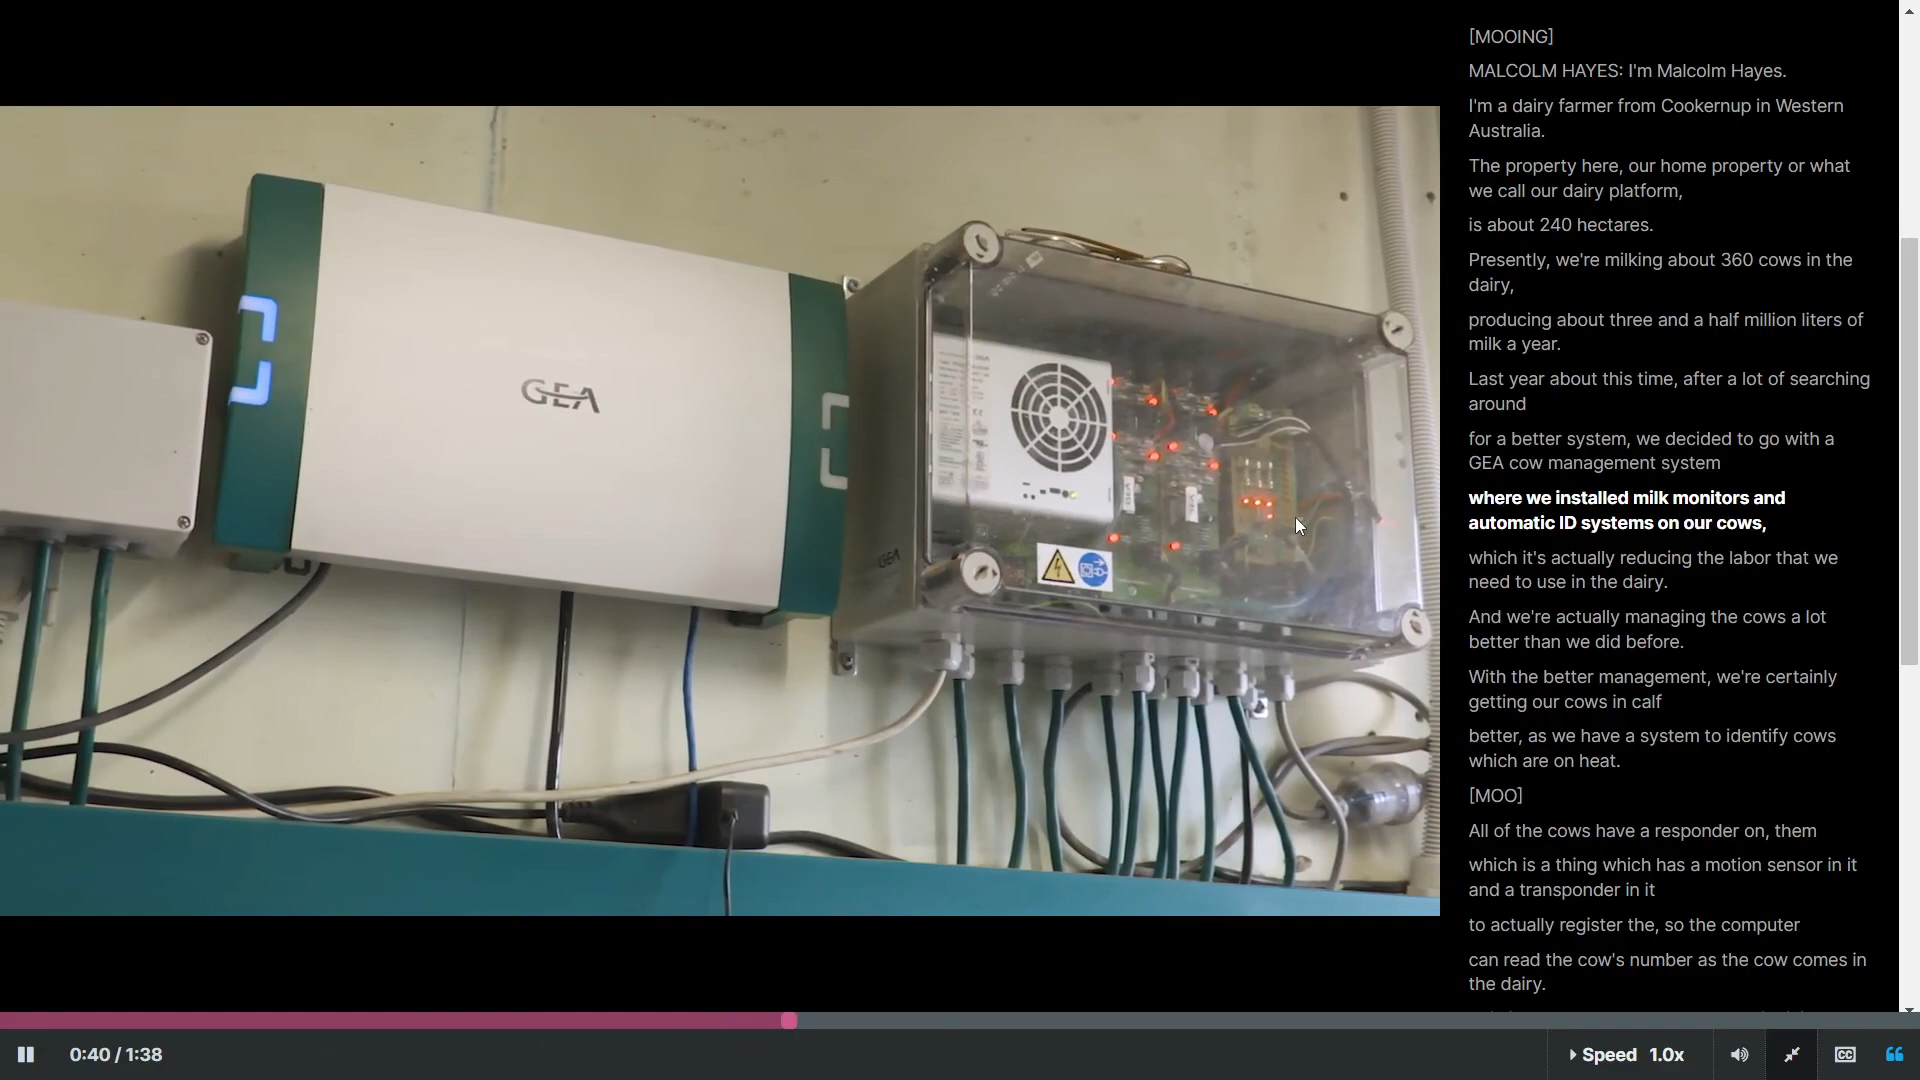 [MOOING]
MALCOLM HAYES: I'm Malcolm Hayes.
I'm a dairy farmer from Cookernup in Western
Australia.
The property here, our home property or what
we call our dairy platform,
is about 240 hectares.
Presently, we're milking about 360 cows in the
dairy,
producing about three and a half million liters of
milk a year.
Last year about this time, after a lot of searching
around
for a better system, we decided to go with a
GEA cow management system
where we installed milk monitors and
automatic ID systems on our cows,
which it's actually reducing the labor that we
need to use in the dairy.
And we're actually managing the cows a lot
better than we did before.
With the better management, we're certainly
getting our cows in calf
better, as we have a system to identify cows
which are on heat.
[MOO]
All of the cows have a responder on, them
which is a thing which has a motion sensor in it
and a transponder in it
to actually register the, so the computer
can read the cow's number as the cow comes in
the dairy.
GEA
GEA
0:40 / 1:38
Speed 1.0x
CC